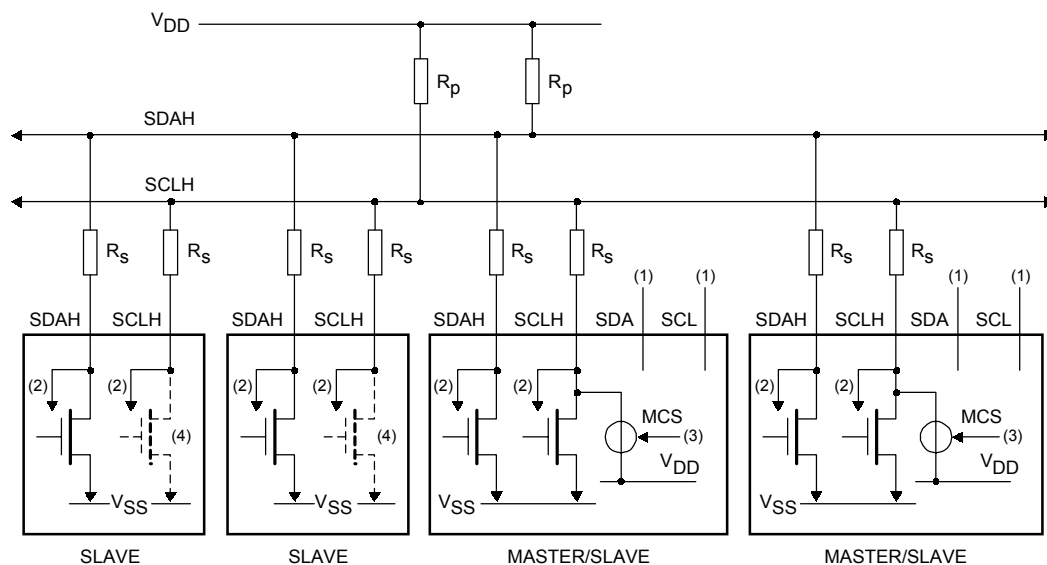 VDD
Rp Rp
SDAH
SCLH
Rs Rs Rs Rs Rs Rs Rs Rs
(1) (1) (1) (1)
SDAH SCLH SDAH SCLH SDAH SCLH SDA SCL SDAH SCLH SDA SCL
(2) (2) (2) (2) (2) (2) (2) (2)
MCS MCS
(4) (4) (3) (3)
VDD VDD
VSS VSS VSS VSS
SLAVE SLAVE MASTER/SLAVE MASTER/SLAVE